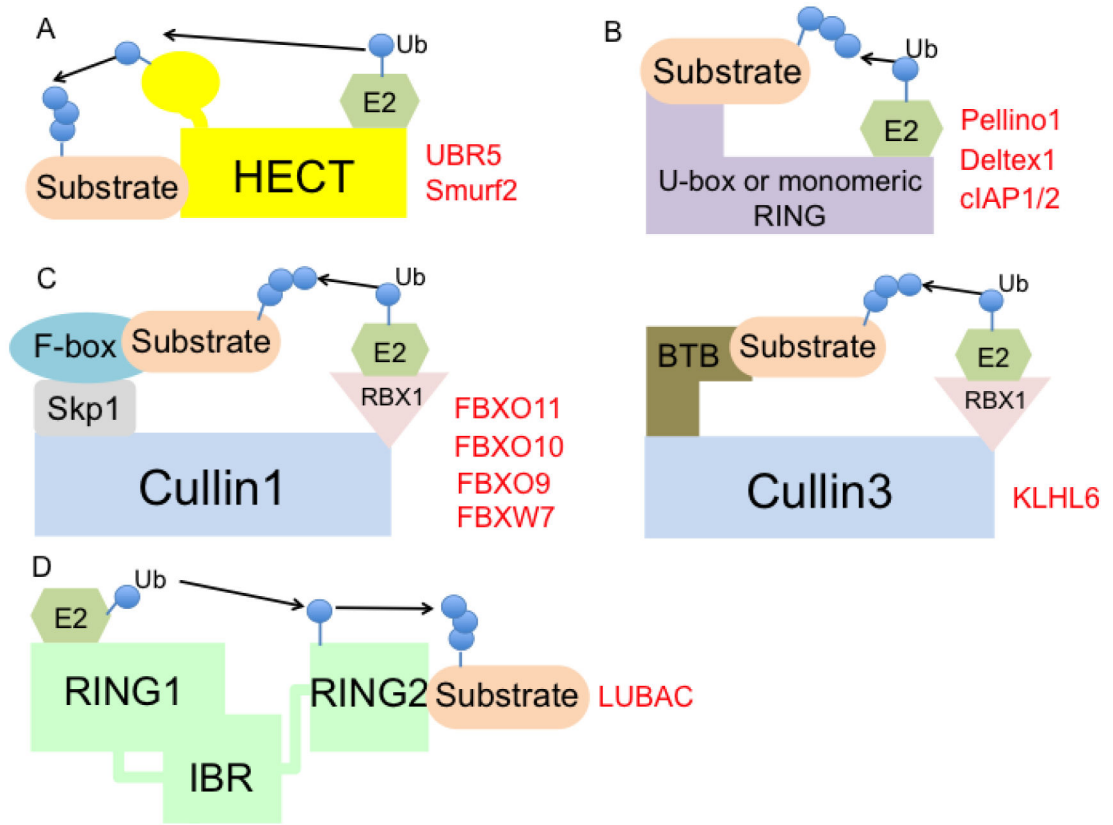 A
Ub
E2
HECT
Substrate
UBR5
Smurf2
B
Substrate
Ub
E2
U-box or monomeric
RING
Pellino1
Deltex1
cIAP1/2
C
F-box
Substrate
Skp1
Ub
E2
RBX1
Cullin1
FBXO11
FBXO10
FBXO9
FBXW7
BTB
Substrate
Ub
E2
RBX1
Cullin3
KLHL6
D
E2
Ub
RING1
IBR
RING2
Substrate
LUBAC